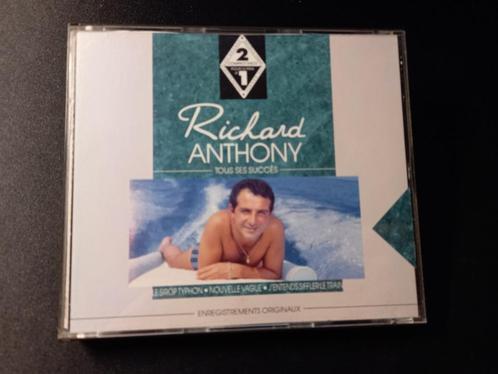 2
1
Richard
ANTHONY
TOUS SES SUCCÈS
LE SIROP TYPHON • NOUVELLE VAGUE • J'ENTENDS SIFFLER LE TRAIN
ENREGISTREMENTS ORIGINAUX